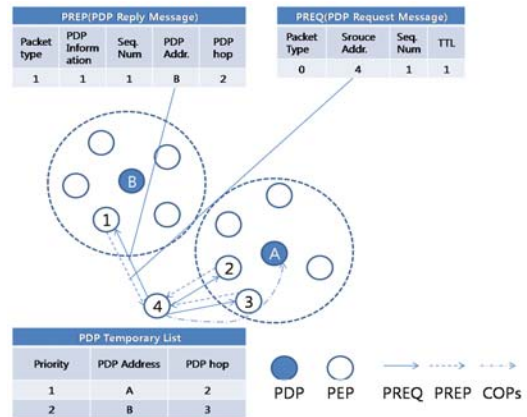 PREP(PDP Reply Message)
Packet type PDP Inform ation Seq. Num PDP Addr. PDP hop
1 1 1 B 2
PREQ(PDP Request Message)
Packet Type Srouce Addr. Seq. Num TTL
0 4 1 1
B
1
A
2
3
4
PDP Temporary List
Priority PDP Address PDP hop
1 A 2
2 B 3
PDP PEP PREQ PREP COPs